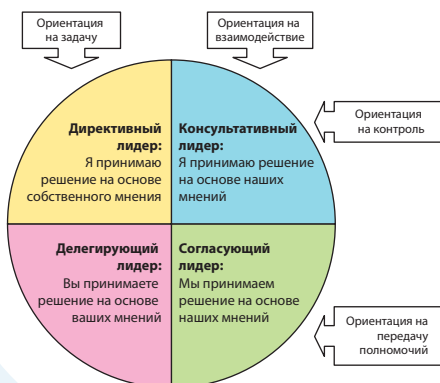 Ориентация
на задачу
Ориентация на
взаимодействие
Директивный
лидер:
Я принимаю
решение на основе
собственного мнения
Консультативный
лидер:
Я принимаю решение
на основе наших
мнений
Ориентация
на контроль
Делегирующий
лидер:
Вы принимаете
решение на основе
ваших мнений
Согласующий
лидер:
Мы принимаем
решение на основе
наших мнений
Ориентация на
передачу
полномочий